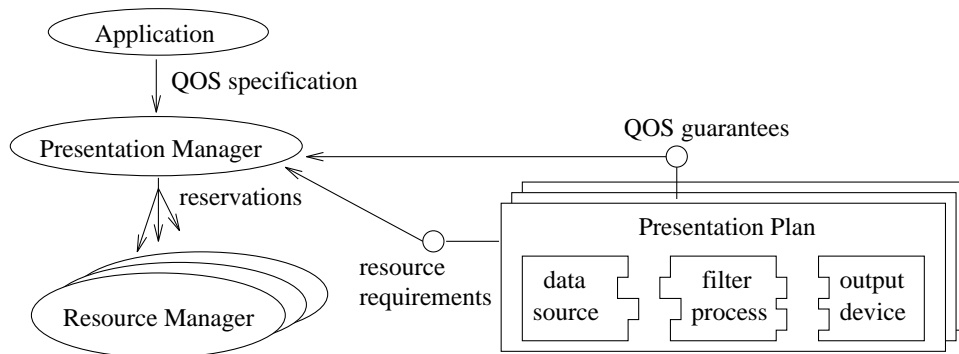 Application
QOS specification
QOS guarantees
Presentation Manager
reservations
Presentation Plan
resource
requirements
data
source
filter
process
output
device
Resource Manager